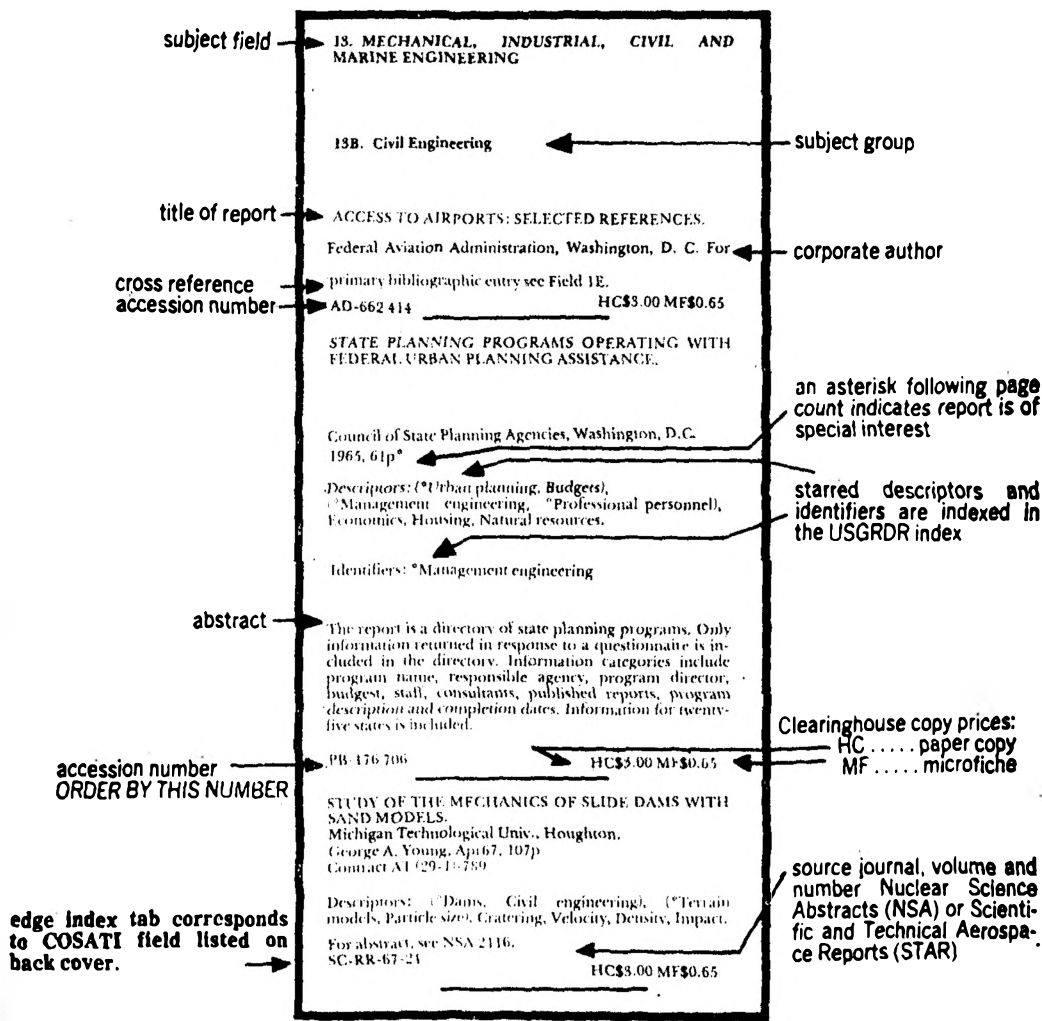 subject field
13. MECHANICAL, INDUSTRIAL, CIVIL AND
MARINE ENGINEERING
13B. Civil Engineering
subject group
title of report
ACCESS TO AIRPORTS: SELECTED REFERENCES.
Federal Aviation Administration, Washington, D. C. For
corporate author
cross reference
primary bibliographic entry see Field 1E.
accession number
AD-662 414
HC$3.00 MF$0.65
STATE PLANNING PROGRAMS OPERATING WITH
FEDERAL URBAN PLANNING ASSISTANCE.
an asterisk following page
count indicates report is of
special interest
Council of State Planning Agencies, Washington, D.C.
1965, 61p*
Descriptors: (*Urban planning, Budgets),
(*Management engineering, *Professional personnel),
Economics, Housing, Natural resources.
starred descriptors and
identifiers are indexed in
the USGRDR index
Identifiers: *Management engineering
abstract
The report is a directory of state planning programs. Only
information returned in response to a questionnaire is in-
cluded in the directory. Information categories include
program name, responsible agency, program director,
budgest, staff, consultants, published reports, program
description and completion dates. Information for twenty-
five states is included.
Clearinghouse copy prices:
HC ..... paper copy
MF ..... microfiche
accession number
ORDER BY THIS NUMBER
PB-176 706
HC$3.00 MF$0.65
STUDY OF THE MECHANICS OF SLIDE DAMS WITH
SAND MODELS.
Michigan Technological Univ., Houghton.
George A. Young, Apr67, 107p
Contract AT
Descriptors: (*Dams, Civil engineering), (*Terrain
models, Particle size), Cratering, Velocity, Density, Impact.
For abstract, see NSA 2116.
SC-RR-67-24
HC$3.00 MF$0.65
source journal, volume and
number Nuclear Science
Abstracts (NSA) or Scienti-
fic and Technical Aerospa-
ce Reports (STAR)
edge index tab corresponds
to COSATI field listed on
back cover.